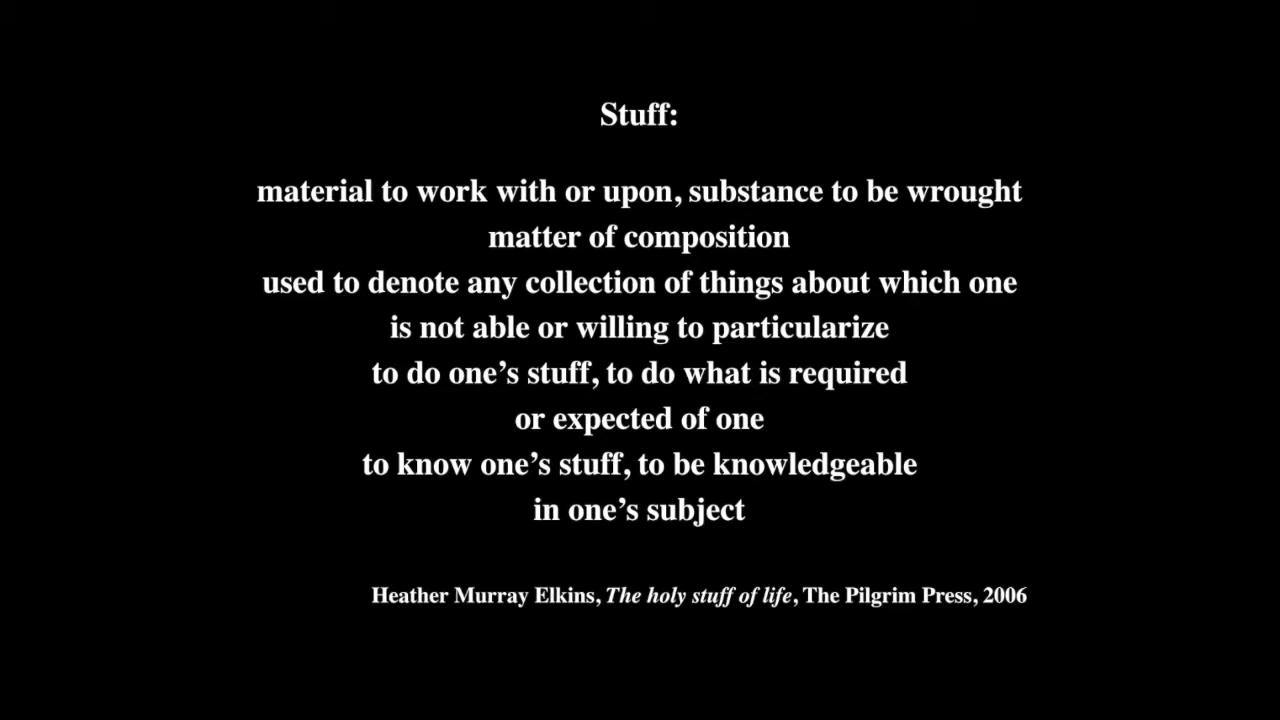 Stuff:
material to work with or upon, substance to be wrought
matter of composition
used to denote any collection of things about which one
is not able or willing to particularize
to do one’s stuff, to do what is required
or expected of one
to know one’s stuff, to be knowledgeable
in one’s subject
Heather Murray Elkins, The holy stuff of life, The Pilgrim Press, 2006